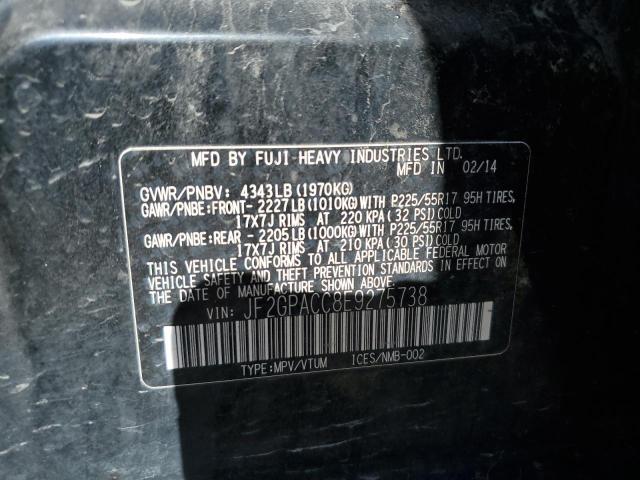 MFD BY FUJI HEAVY INDUSTRIES LTD.
MFD IN 02/14
GVWR/PNBV: 4343LB (1970KG)
GAWR/PNBE:FRONT- 2227LB(1010KG)WITH P225/55R17 95H TIRES,
17X7J RIMS AT 220 KPA(32 PSI)COLD
GAWR/PNBE:REAR - 2205LB(1000KG)WITH P225/55R17 95H TIRES,
17X7J RIMS AT 210 KPA(30 PSI)COLD
THIS VEHICLE CONFORMS TO ALL APPLICABLE FEDERAL MOTOR
VEHICLE SAFETY AND THEFT PREVENTION STANDARDS IN EFFECT ON
THE DATE OF MANUFACTURE SHOWN ABOVE.
VIN: JF2GPACC8E9275738
TYPE:MPV/VTUM ICES/NMB-002